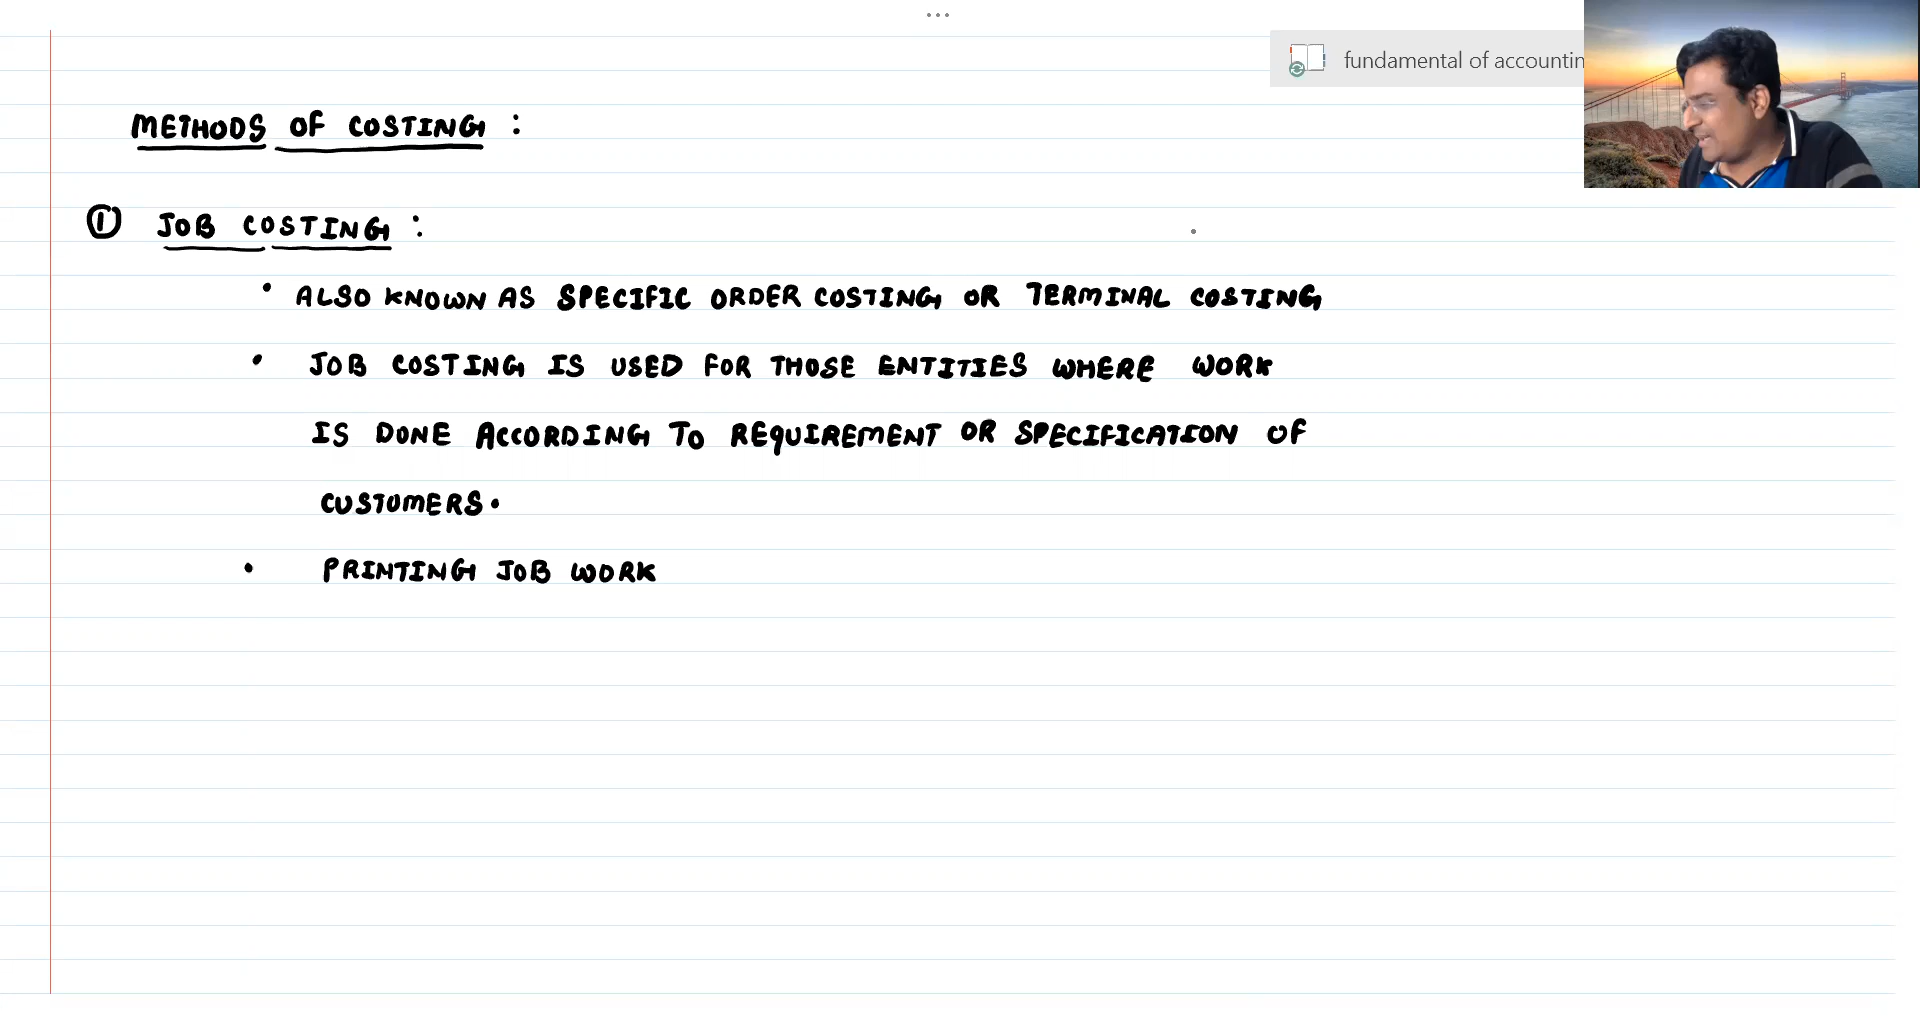 fundamental of accountin
METHODS OF COSTING :
① JOB COSTING :
• ALSO KNOWN AS SPECIFIC ORDER COSTING OR TERMINAL COSTING
• JOB COSTING IS USED FOR THOSE ENTITIES WHERE WORK
IS DONE ACCORDING TO REQUIREMENT OR SPECIFICATION OF
CUSTOMERS.
• PRINTING JOB WORK